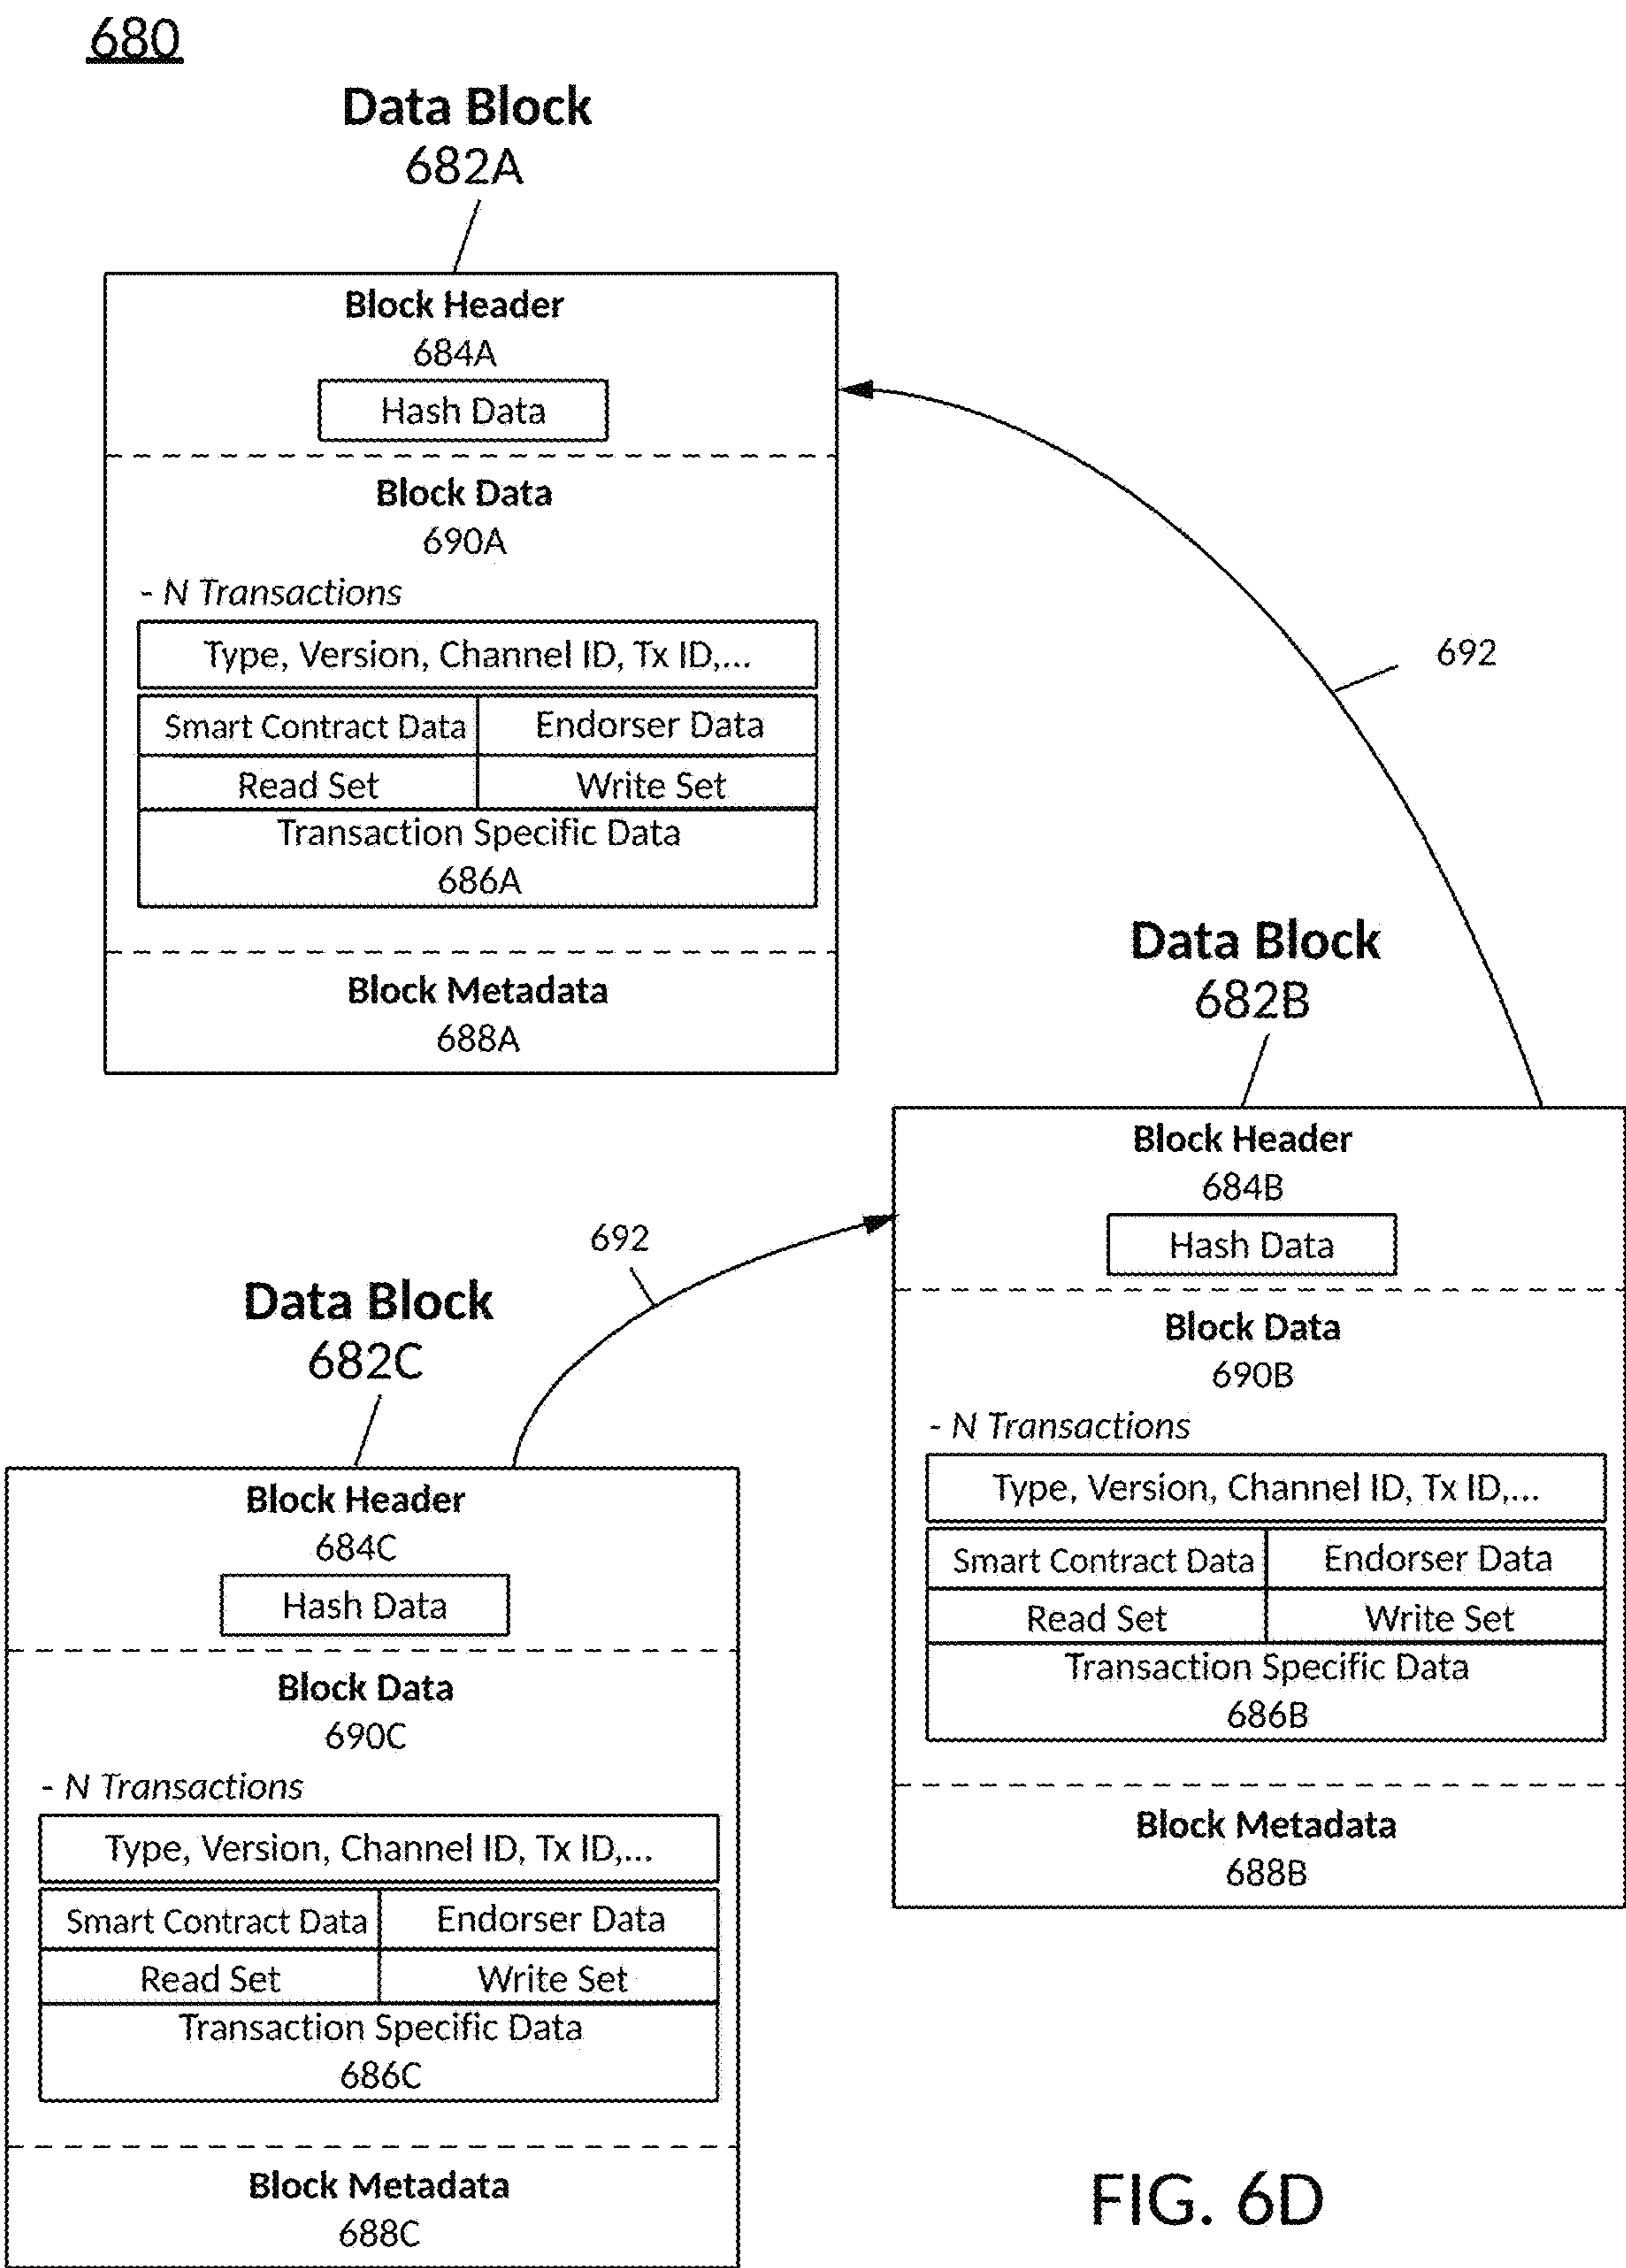 680
Data Block
682A
Block Header
684A
Hash Data
Block Data
690A
- N Transactions
Type, Version, Channel ID, Tx ID,...
Smart Contract Data Endorser Data
Read Set Write Set
Transaction Specific Data
686A
Block Metadata
688A
692
Data Block
682B
Block Header
684B
Hash Data
Block Data
690B
- N Transactions
Type, Version, Channel ID, Tx ID,...
Smart Contract Data Endorser Data
Read Set Write Set
Transaction Specific Data
686B
Block Metadata
688B
692
Data Block
682C
Block Header
684C
Hash Data
Block Data
690C
- N Transactions
Type, Version, Channel ID, Tx ID,...
Smart Contract Data Endorser Data
Read Set Write Set
Transaction Specific Data
686C
Block Metadata
688C
FIG. 6D